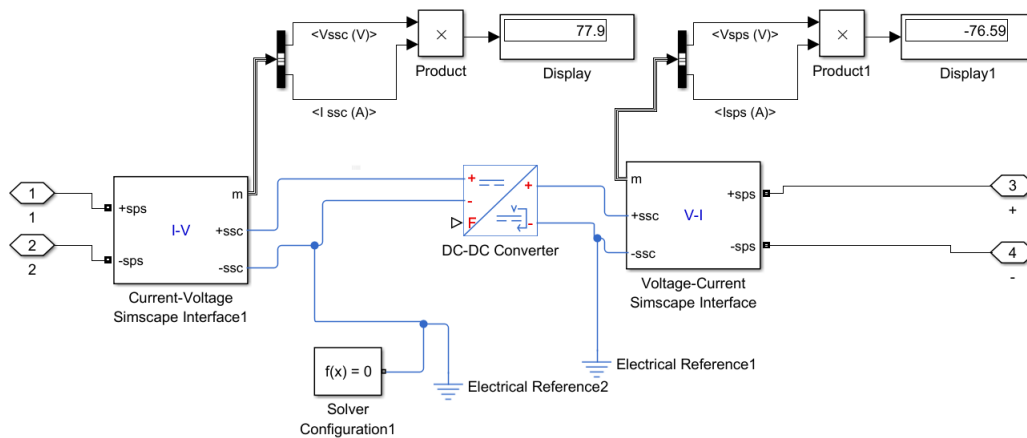 <Vssc (V)>
×
Product
77.9
Display
<I ssc (A)>
<Vsps (V)>
×
Product1
-76.59
Display1
<Isps (A)>
1
1
2
2
+sps
-sps
I-V
m
+ssc
-ssc
Current-Voltage
Simscape Interface1
+
-
F
+
v
-
DC-DC Converter
m
+ssc
-ssc
V-I
+sps
-sps
Voltage-Current
Simscape Interface
3
+
4
-
f(x) = 0
Solver
Configuration1
Electrical Reference2
Electrical Reference1